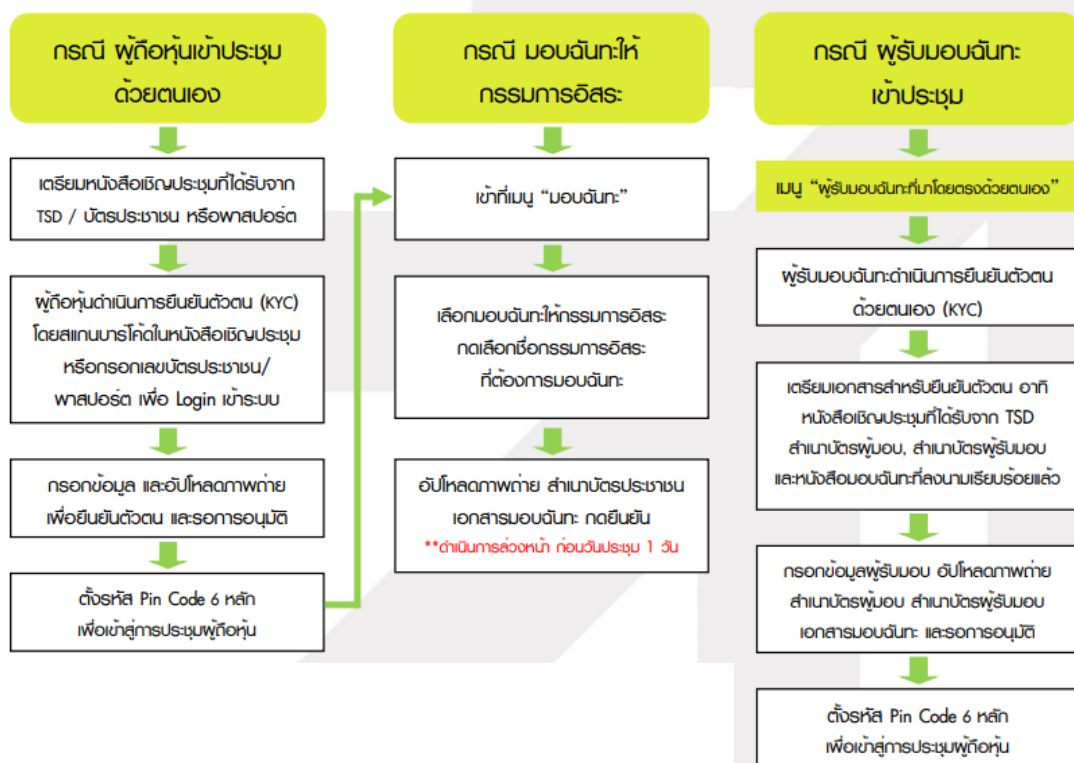 กรณี ผู้ถือหุ้นเข้าประชุม
ด้วยตนเอง
เตรียมหนังสือเชิญประชุมที่ได้รับจาก
TSD / บัตรประชาชน หรือพาสปอร์ต
ผู้ถือหุ้นดำเนินการยืนยันตัวตน (KYC)
โดยสแกนบาร์โค้ดในหนังสือเชิญประชุม
หรือกรอกเลขบัตรประชาชน/
พาสปอร์ต เพื่อ Login เข้าระบบ
กรอกข้อมูล และอัปโหลดภาพถ่าย
เพื่อยืนยันตัวตน และรอการอนุมัติ
ตั้งรหัส Pin Code 6 หลัก
เพื่อเข้าสู่การประชุมผู้ถือหุ้น
กรณี มอบฉันทะให้
กรรมการอิสระ
เข้าที่เมนู “มอบฉันทะ”
เลือกมอบฉันทะให้กรรมการอิสระ
กดเลือกชื่อกรรมการอิสระ
ที่ต้องการมอบฉันทะ
อัปโหลดภาพถ่าย สำเนาบัตรประชาชน
เอกสารมอบฉันทะ กดยืนยัน
**ดำเนินการล่วงหน้า ก่อนวันประชุม 1 วัน
กรณี ผู้รับมอบฉันทะ
เข้าประชุม
เมนู “ผู้รับมอบฉันทะที่มาโดยตรงด้วยตนเอง”
ผู้รับมอบฉันทะดำเนินการยืนยันตัวตน
ด้วยตนเอง (KYC)
เตรียมเอกสารสำหรับยืนยันตัวตน อาทิ
หนังสือเชิญประชุมที่ได้รับจาก TSD
สำเนาบัตรผู้มอบ, สำเนาบัตรผู้รับมอบ
และหนังสือมอบฉันทะที่ลงนามเรียบร้อยแล้ว
กรอกข้อมูลผู้รับมอบ อัปโหลดภาพถ่าย
สำเนาบัตรผู้มอบ สำเนาบัตรผู้รับมอบ
เอกสารมอบฉันทะ และรอการอนุมัติ
ตั้งรหัส Pin Code 6 หลัก
เพื่อเข้าสู่การประชุมผู้ถือหุ้น